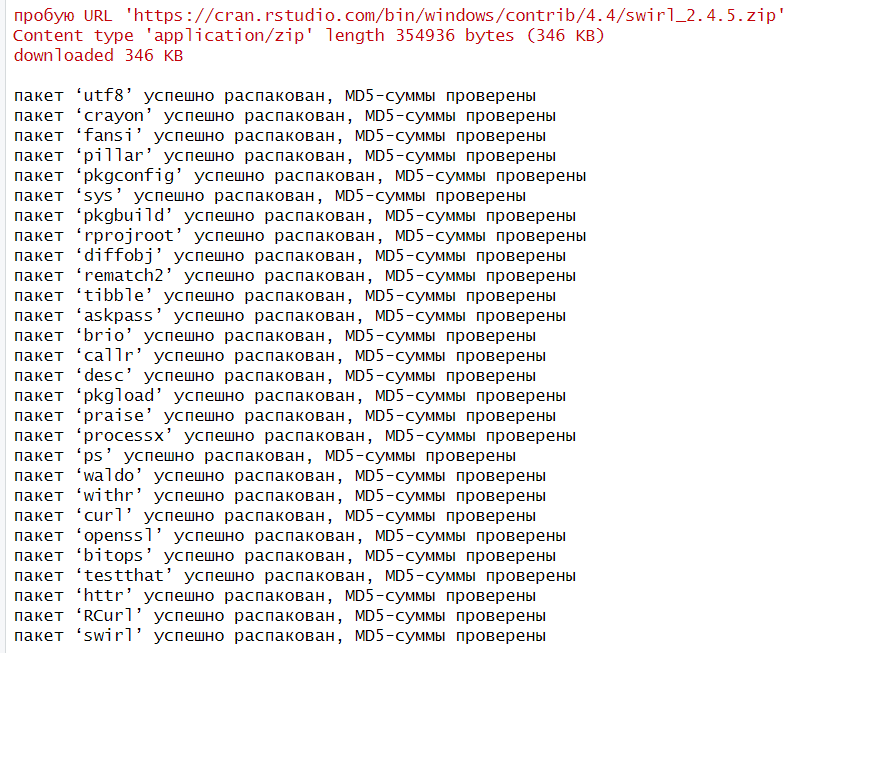 пробую URL 'https://cran.rstudio.com/bin/windows/contrib/4.4/swirl_2.4.5.zip'
Content type 'application/zip' length 354936 bytes (346 KB)
downloaded 346 KB
пакет ‘utf8’ успешно распакован, MD5-суммы проверены
пакет ‘crayon’ успешно распакован, MD5-суммы проверены
пакет ‘fansi’ успешно распакован, MD5-суммы проверены
пакет ‘pillar’ успешно распакован, MD5-суммы проверены
пакет ‘pkgconfig’ успешно распакован, MD5-суммы проверены
пакет ‘sys’ успешно распакован, MD5-суммы проверены
пакет ‘pkgbuild’ успешно распакован, MD5-суммы проверены
пакет ‘rprojroot’ успешно распакован, MD5-суммы проверены
пакет ‘diffobj’ успешно распакован, MD5-суммы проверены
пакет ‘rematch2’ успешно распакован, MD5-суммы проверены
пакет ‘tibble’ успешно распакован, MD5-суммы проверены
пакет ‘askpass’ успешно распакован, MD5-суммы проверены
пакет ‘brio’ успешно распакован, MD5-суммы проверены
пакет ‘callr’ успешно распакован, MD5-суммы проверены
пакет ‘desc’ успешно распакован, MD5-суммы проверены
пакет ‘pkgload’ успешно распакован, MD5-суммы проверены
пакет ‘praise’ успешно распакован, MD5-суммы проверены
пакет ‘processx’ успешно распакован, MD5-суммы проверены
пакет ‘ps’ успешно распакован, MD5-суммы проверены
пакет ‘waldo’ успешно распакован, MD5-суммы проверены
пакет ‘withr’ успешно распакован, MD5-суммы проверены
пакет ‘curl’ успешно распакован, MD5-суммы проверены
пакет ‘openssl’ успешно распакован, MD5-суммы проверены
пакет ‘bitops’ успешно распакован, MD5-суммы проверены
пакет ‘testthat’ успешно распакован, MD5-суммы проверены
пакет ‘httr’ успешно распакован, MD5-суммы проверены
пакет ‘RCurl’ успешно распакован, MD5-суммы проверены
пакет ‘swirl’ успешно распакован, MD5-суммы проверены